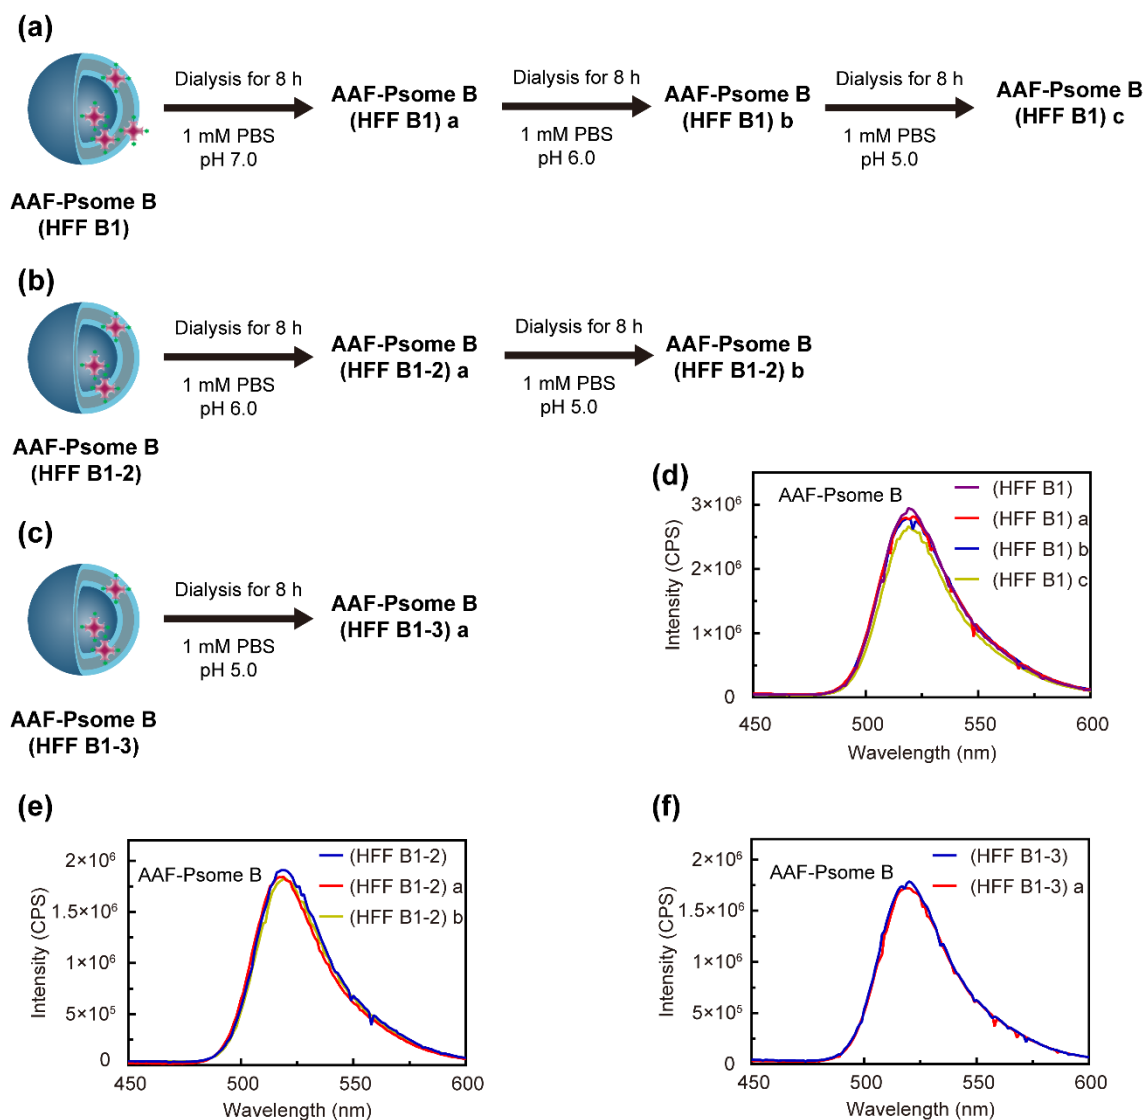 (a)
Dialysis for 8 h
1 mM PBS
pH 7.0
AAF-Psome B
(HFF B1) a
Dialysis for 8 h
1 mM PBS
pH 6.0
AAF-Psome B
(HFF B1) b
Dialysis for 8 h
1 mM PBS
pH 5.0
AAF-Psome B
(HFF B1) c
AAF-Psome B
(HFF B1)
(b)
Dialysis for 8 h
1 mM PBS
pH 6.0
AAF-Psome B
(HFF B1-2) a
Dialysis for 8 h
1 mM PBS
pH 5.0
AAF-Psome B
(HFF B1-2) b
AAF-Psome B
(HFF B1-2)
(c)
Dialysis for 8 h
1 mM PBS
pH 5.0
AAF-Psome B
(HFF B1-3) a
AAF-Psome B
(HFF B1-3)
(d)
AAF-Psome B
(HFF B1)
(HFF B1) a
(HFF B1) b
(HFF B1) c
3×10⁶
2×10⁶
1×10⁶
0
Intensity (CPS)
450 500 550 600
Wavelength (nm)
(e)
AAF-Psome B
(HFF B1-2)
(HFF B1-2) a
(HFF B1-2) b
2×10⁶
1.5×10⁶
1×10⁶
5×10⁵
0
Intensity (CPS)
450 500 550 600
Wavelength (nm)
(f)
AAF-Psome B
(HFF B1-3)
(HFF B1-3) a
2×10⁶
1.5×10⁶
1×10⁶
5×10⁵
0
Intensity (CPS)
450 500 550 600
Wavelength (nm)